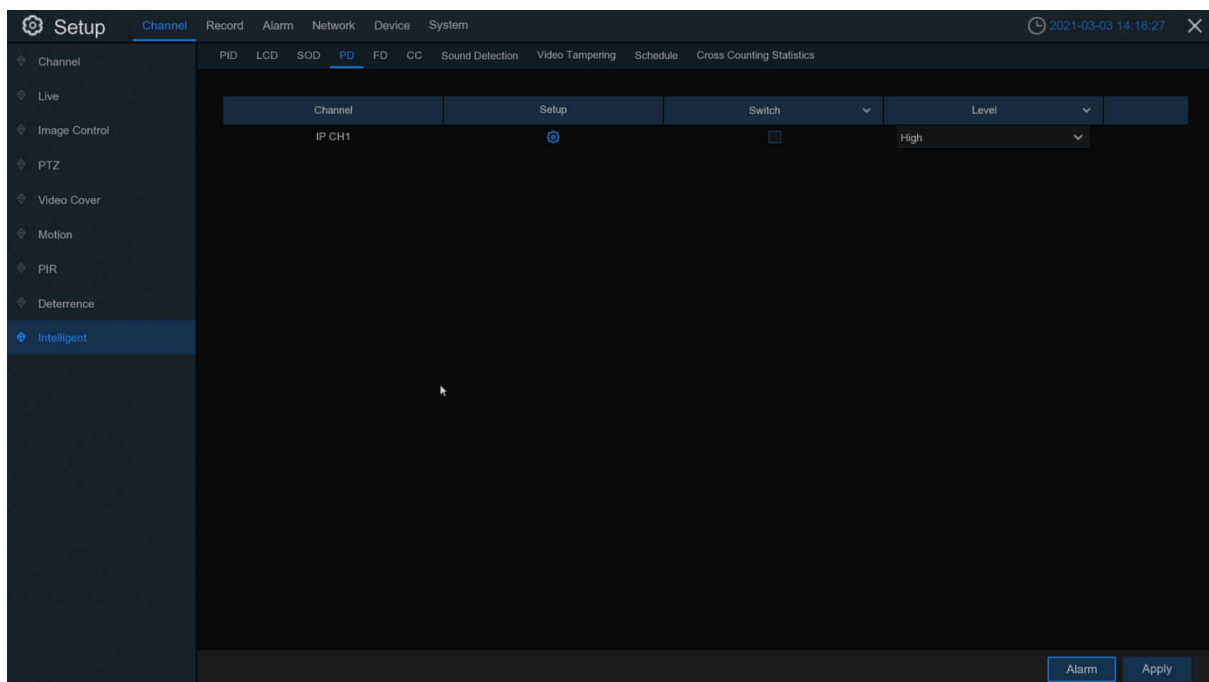 Setup Channel Record Alarm Network Device System 2021-03-03 14:16:27
PID LCD SOD PD FD CC Sound Detection Video Tampering Schedule Cross Counting Statistics
Channel
Live
Image Control
PTZ
Video Cover
Motion
PIR
Deterrence
Intelligent
Channel Setup Switch Level
IP CH1 High
Alarm Apply